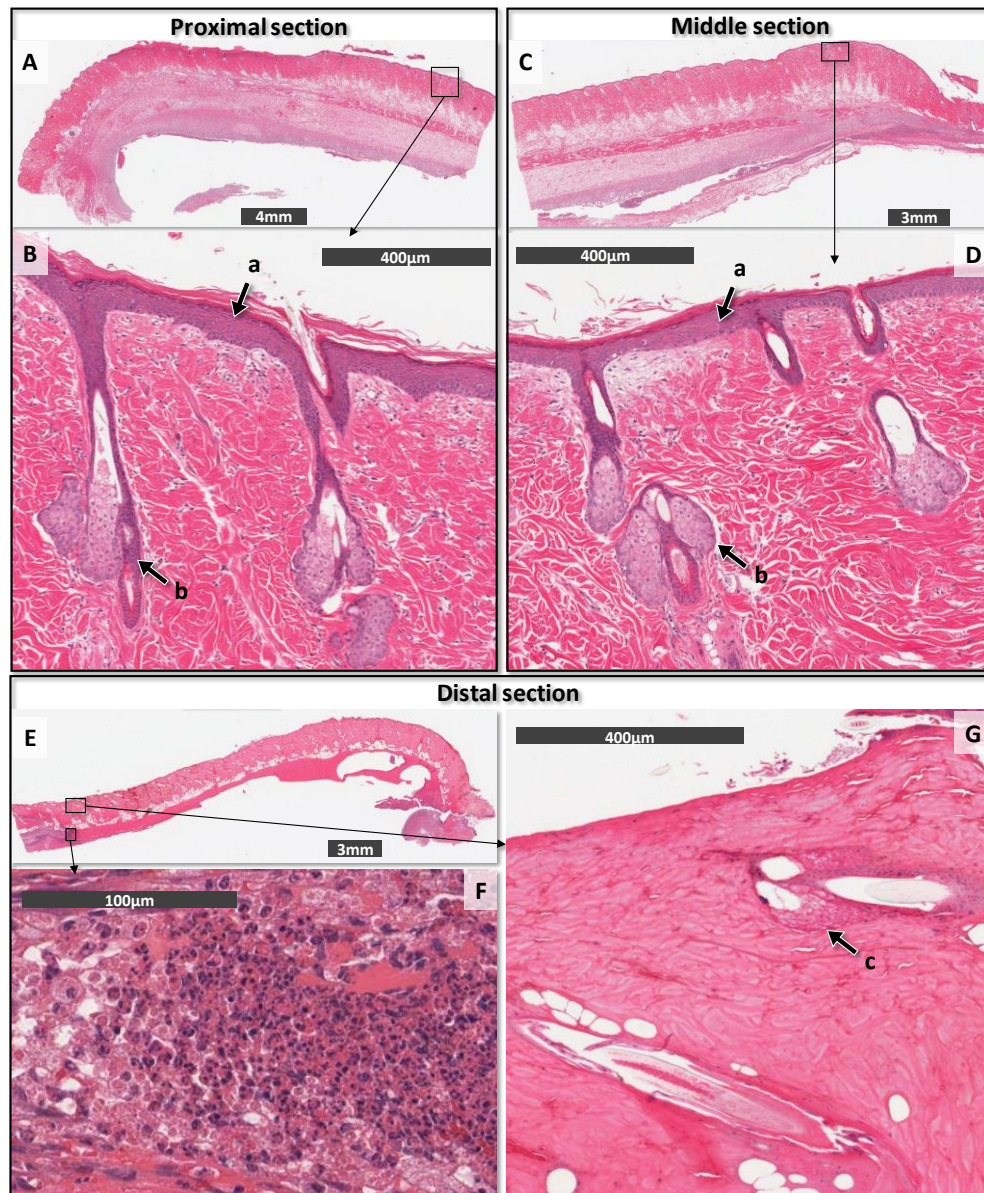 Proximal section
Middle section
A
C
4mm
3mm
B
400µm
a
b
400µm
D
a
b
Distal section
E
3mm
100µm
F
400µm
G
c